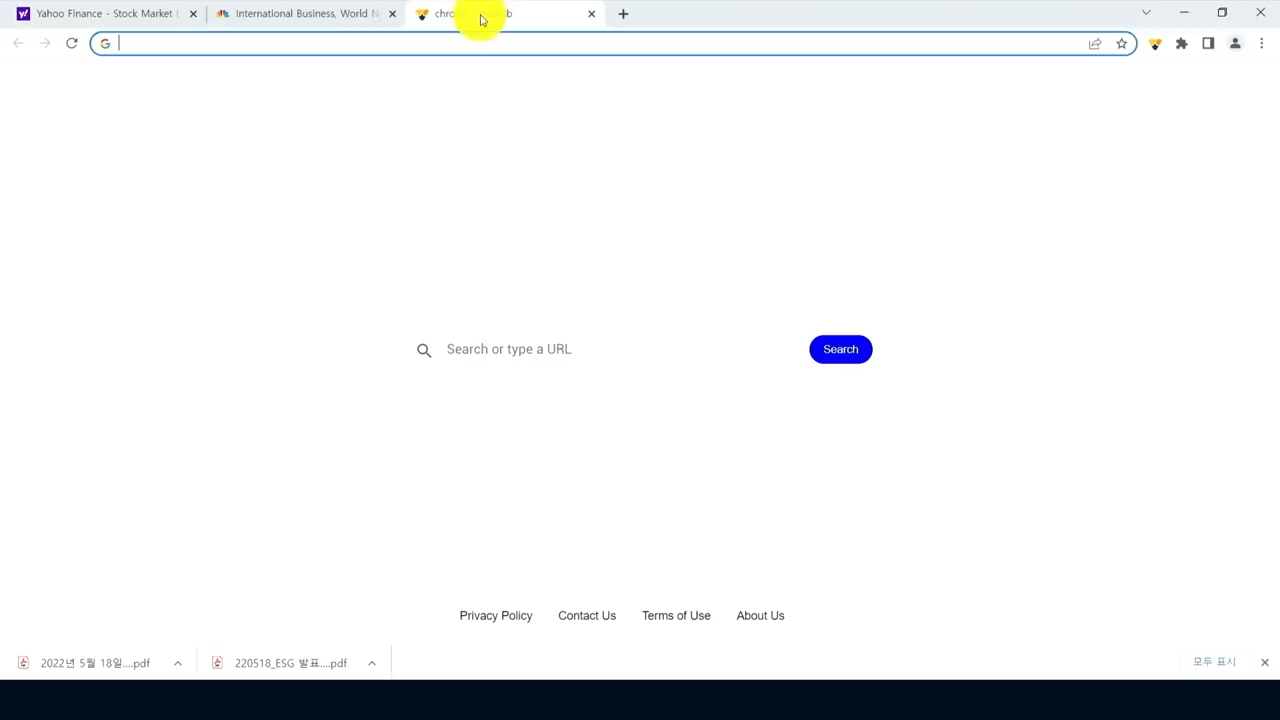 Yahoo Finance - Stock Market
International Business, World N
Search or type a URL
Search
Privacy Policy
Contact Us
Terms of Use
About Us
2022년 5월 18일....pdf
220518_ESG 발표....pdf
모두 표시